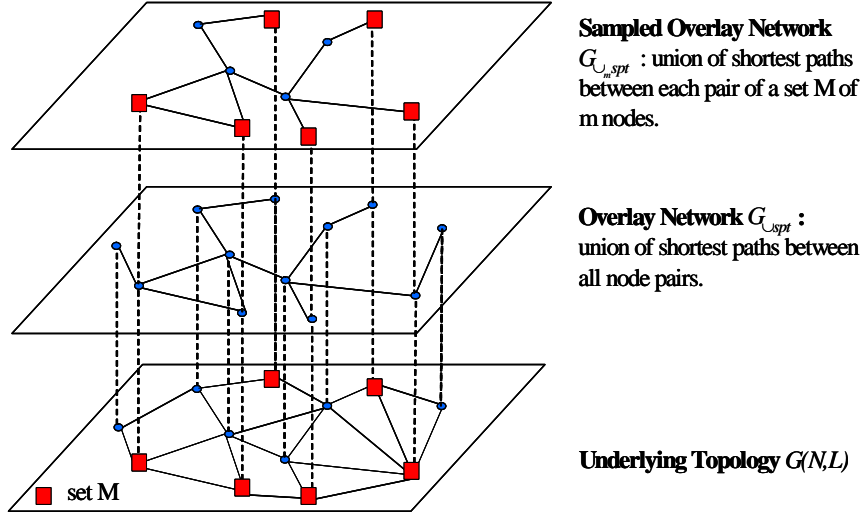 Sampled Overlay Network
G∪ₘspt : union of shortest paths
between each pair of a set M of
m nodes.
Overlay Network G∪spt :
union of shortest paths between
all node pairs.
Underlying Topology G(N,L)
set M